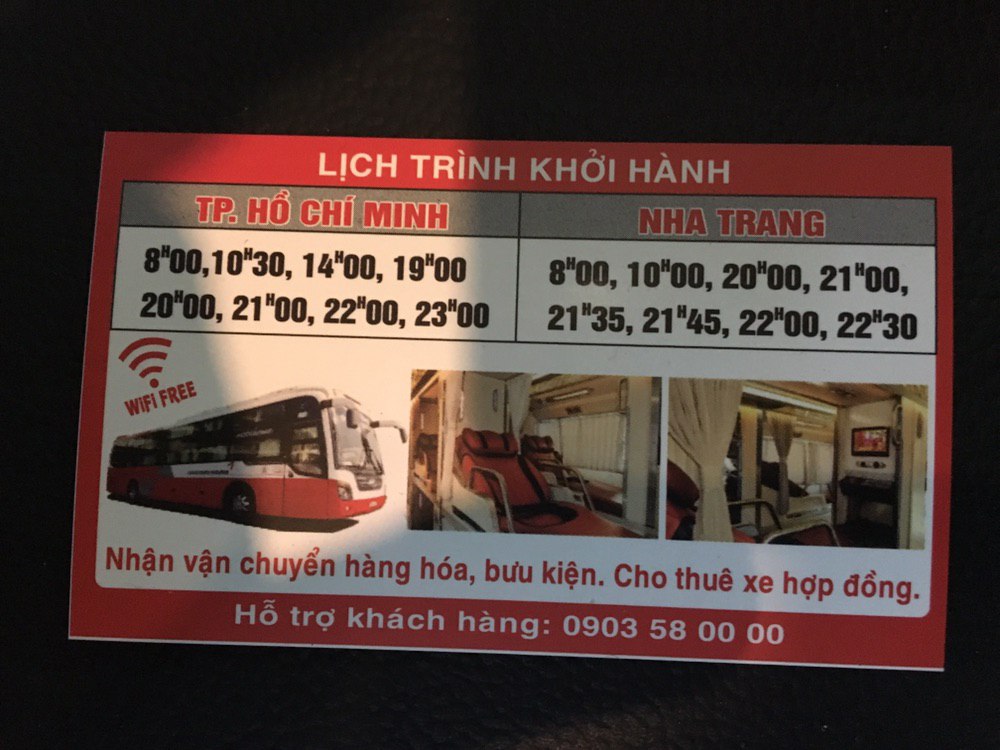 LỊCH TRÌNH KHỞI HÀNH
TP. HỒ CHÍ MINH
8H00,10H30, 14H00, 19H00
20H00, 21H00, 22H00, 23H00
NHA TRANG
8H00, 10H00, 20H00, 21H00,
21H35, 21H45, 22H00, 22H30
WiFi FREE
Nhận vận chuyển hàng hóa, bưu kiện. Cho thuê xe hợp đồng.
Hỗ trợ khách hàng: 0903 58 00 00